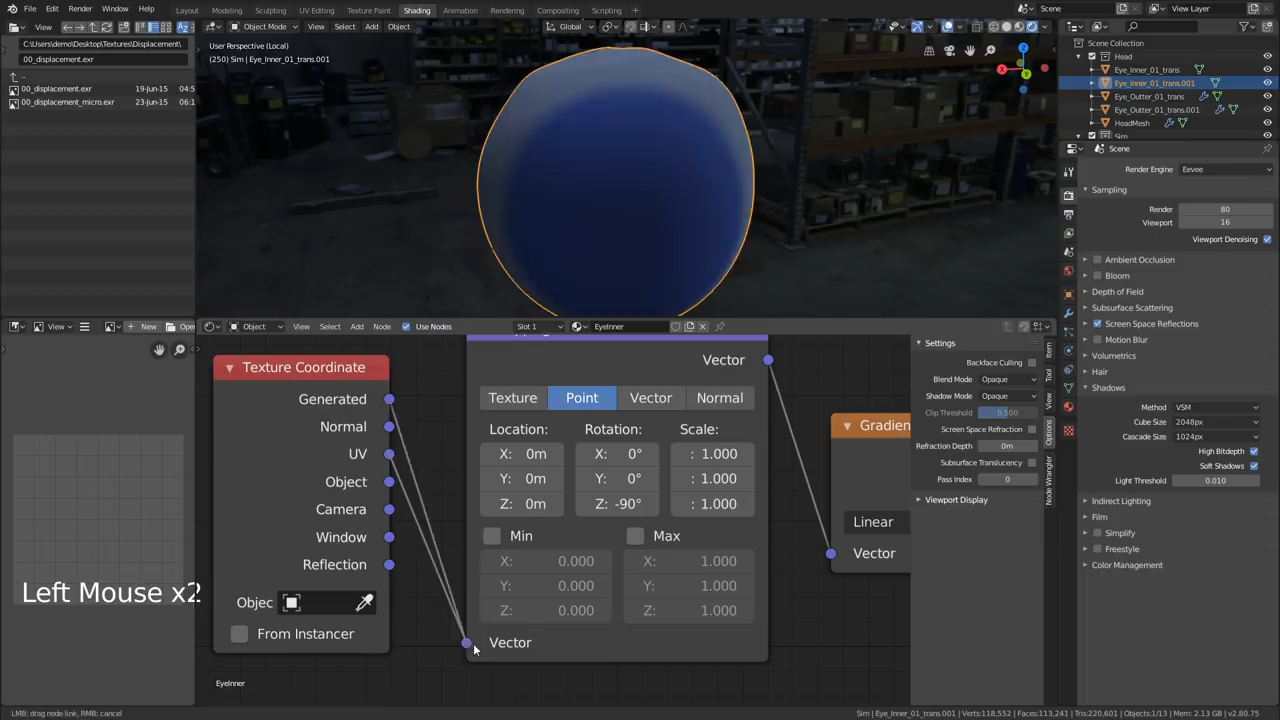 File Edit Render Window Help Layout Modeling Sculpting UV Editing Texture Paint Shading Animation Rendering Compositing Scripting + Scene View Layer
View
Object Mode View Select Add Object Global
C:\Users\demo\Desktop\Textures\Displacement\
00_displacement.exr
..
00_displacement.exr 19-Jun-15 06:1
00_displacement_micro.exr 23-Jun-15 04:5
User Perspective (Local)
(250) Sim | Eye_Inner_01_trans.001
X
Y
Z
Scene Collection
Head
Eye_Inner_01_trans
Eye_Inner_01_trans.001
Eye_Outter_01_trans
Eye_Outter_01_trans.001
HeadMesh
Sim
Scene
Render Engine Eevee
Sampling
Render 80
Viewport 16
Viewport Denoising
Ambient Occlusion
Bloom
Depth of Field
Subsurface Scattering
Screen Space Reflections
Motion Blur
Volumetrics
Hair
Shadows
Method VSM
Cube Size 2048px
Cascade Size 1024px
High Bitdepth
Soft Shadows
Light Threshold 0.010
Indirect Lighting
Film
Simplify
Freestyle
Color Management
View New Ope
Object View Select Add Node Use Nodes Slot 1 EyeInner
Texture Coordinate
Generated
Normal
UV
Object
Camera
Window
Reflection
Objec
From Instancer
Vector
Texture Point Vector Normal
Location: Rotation: Scale:
X: 0m X: 0° : 1.000
Y: 0m Y: 0° : 1.000
Z: 0m Z: -90° : 1.000
Min Max
X: 0.000 X: 1.000
Y: 0.000 Y: 1.000
Z: 0.000 Z: 1.000
Vector
Gradien
Linear
Vector
Settings
Backface Culling
Blend Mode Opaque
Shadow Mode Opaque
Clip Threshold 0.500
Screen Space Refraction
Refraction Depth 0m
Subsurface Translucency
Pass Index 0
Viewport Display
Item
Tool
View
Options
Node Wrangler
Left Mouse x2
EyeInner
LMB: drag node link, RMB: cancel
Sim | Eye_Inner_01_trans.001 | Verts:118,552 | Faces:113,241 | Tris:220,601 | Objects:1/13 | Mem: 2.13 GB | v2.80.75